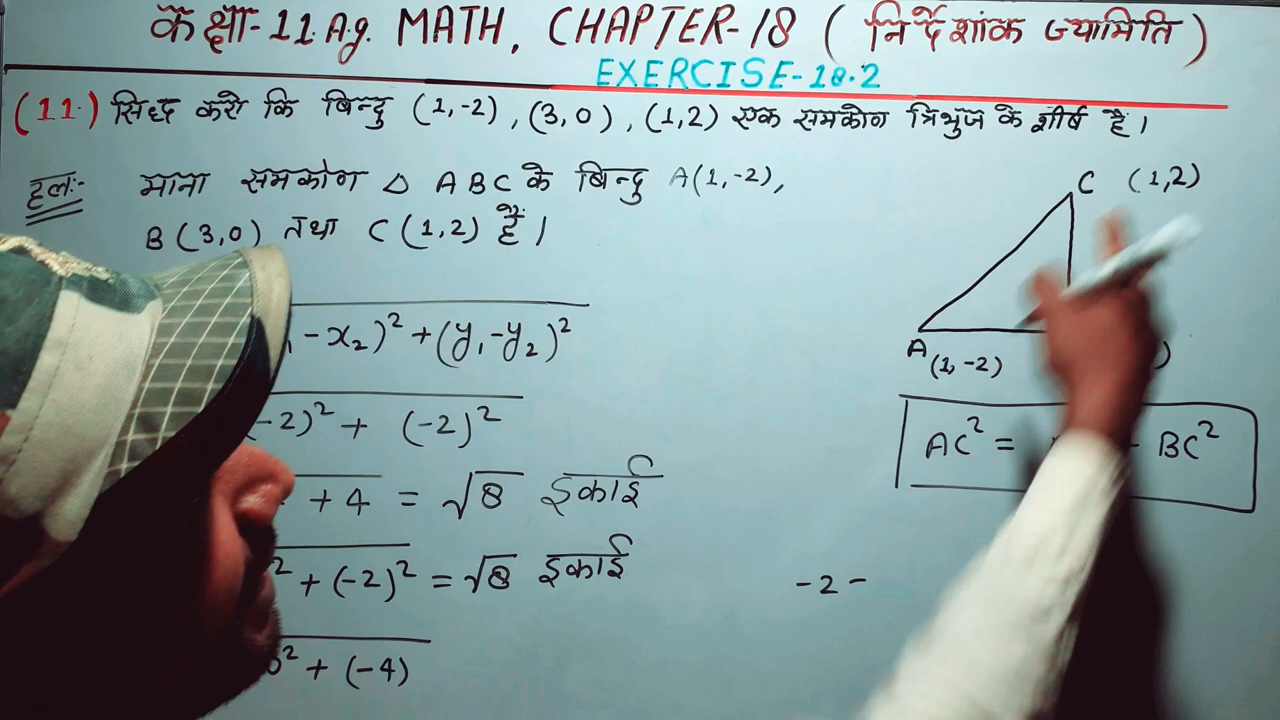 कक्षा-11.Ag. MATH, CHAPTER-18 ( निर्देशांक ज्यामिति )
EXERCISE-18.2
(11.) सिध्द करो कि बिन्दु (1,-2) , (3,0) , (1,2) एक समकोण त्रिभुज के शीर्ष है।
हलः- माना समकोण △ ABC के बिन्दु A(1,-2),
B(3,0) तथा C(1,2) हैं।
C (1,2)
- x₂)² + (y₁-y₂)²
A (1,-2)
-2)² + (-2)²
AC² = BC²
+ 4 = √8 इकाई
² + (-2)² = √8 इकाई
-2-
0² + (-4)